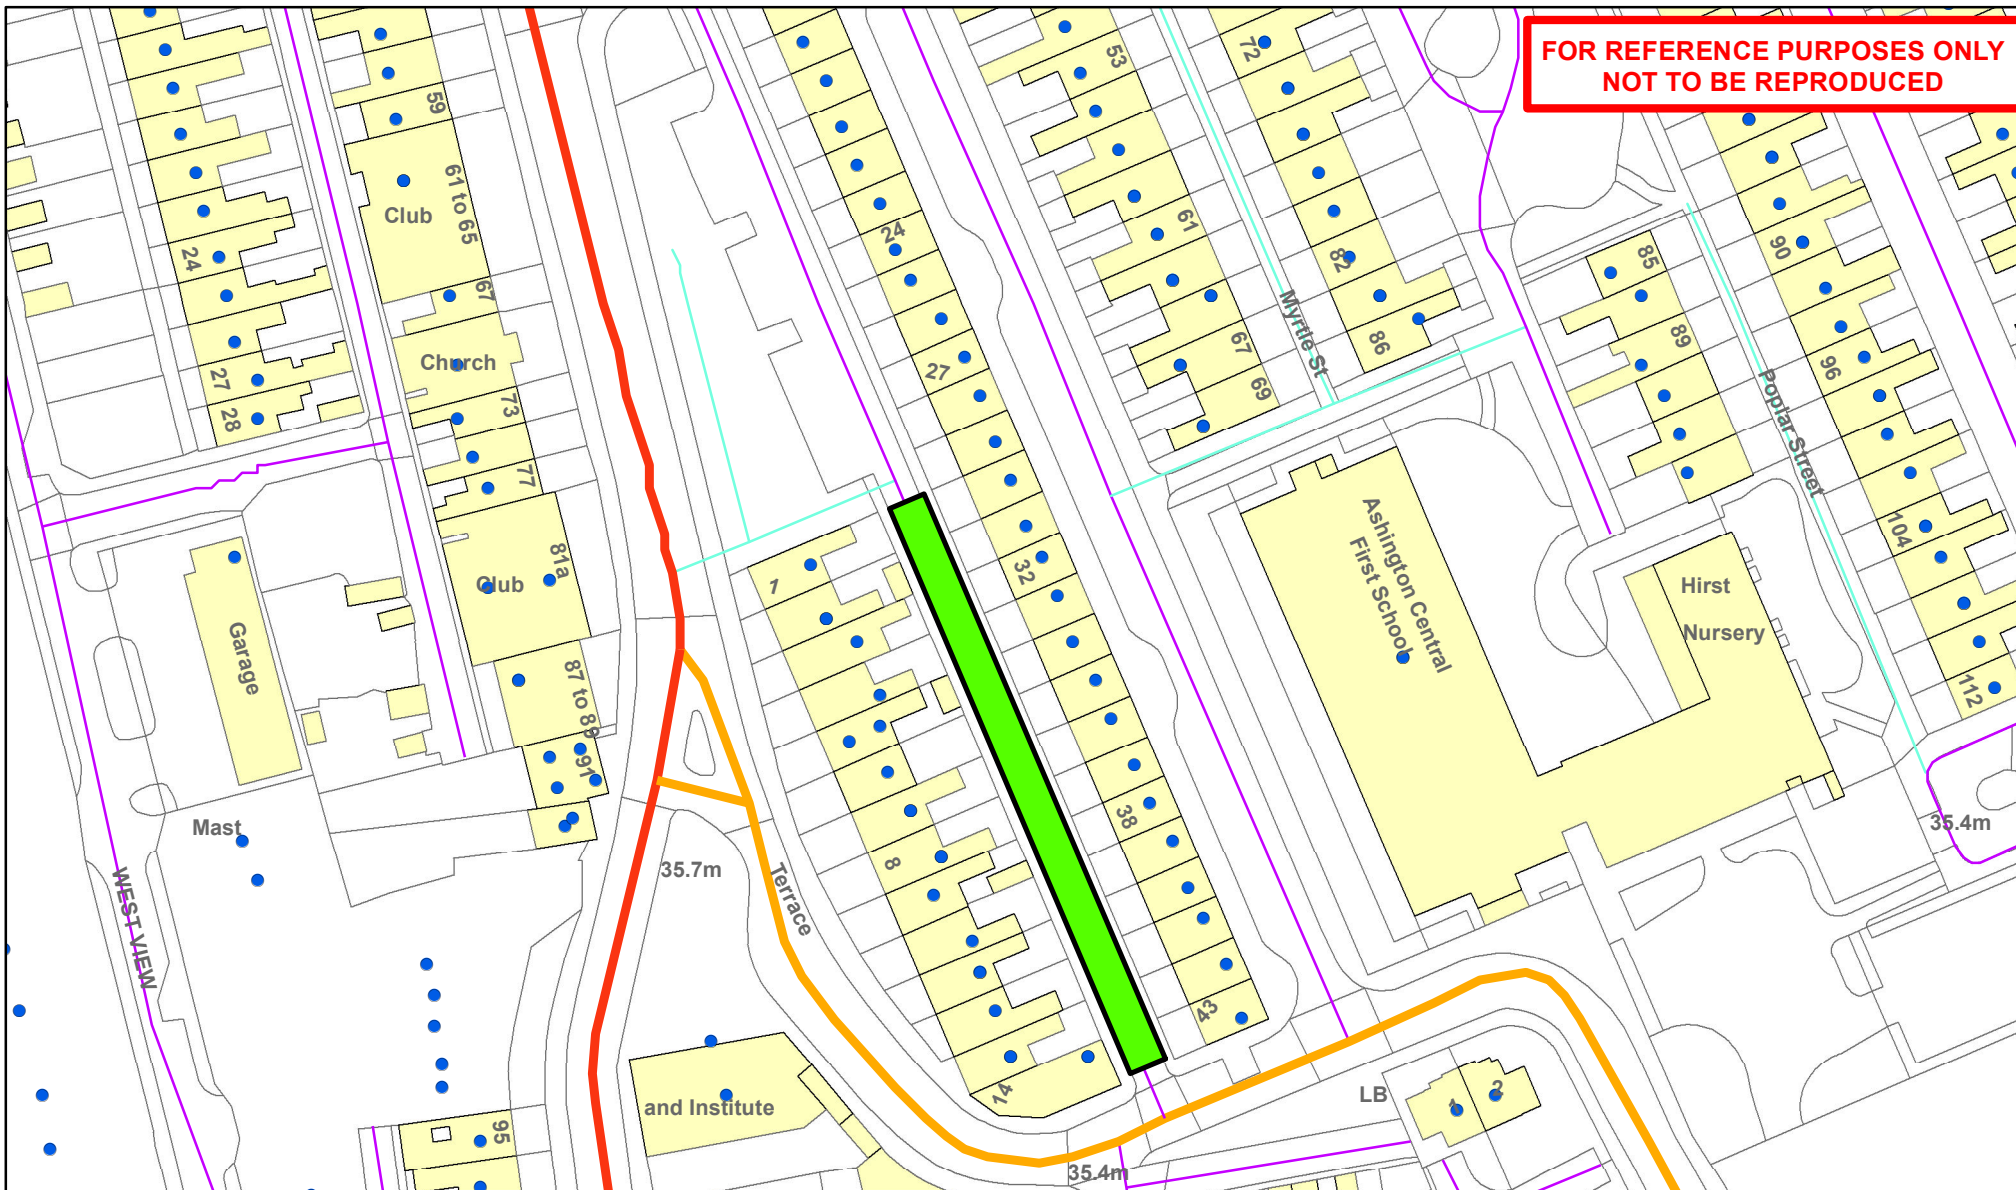 FOR REFERENCE PURPOSES ONLY
NOT TO BE REPRODUCED
53
72
59
61 to 65
Club
24
24
61
82
85
90
67
Church
27
28
27
67
69
86
Myrtle St
89
96
Poplar Street
73
77
81a
Club
Garage
1
32
Ashington Central
First School
Hirst
Nursery
104
112
87 to 89
91
Mast
35.7m
Terrace
8
38
35.4m
WEST VIEW
43
14
and Institute
95
LB
1
2
35.4m